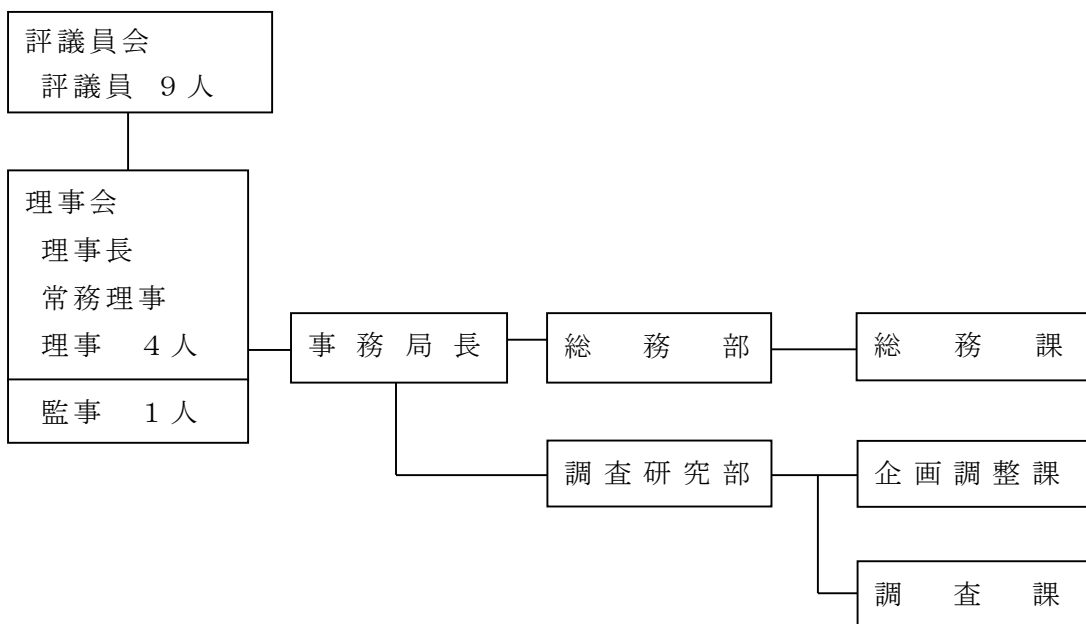 評議員会
評議員 9人
理事会
理事長
常務理事
理事 4人
監事 1人
事務局長
総務部
総務課
調査研究部
企画調整課
調査課